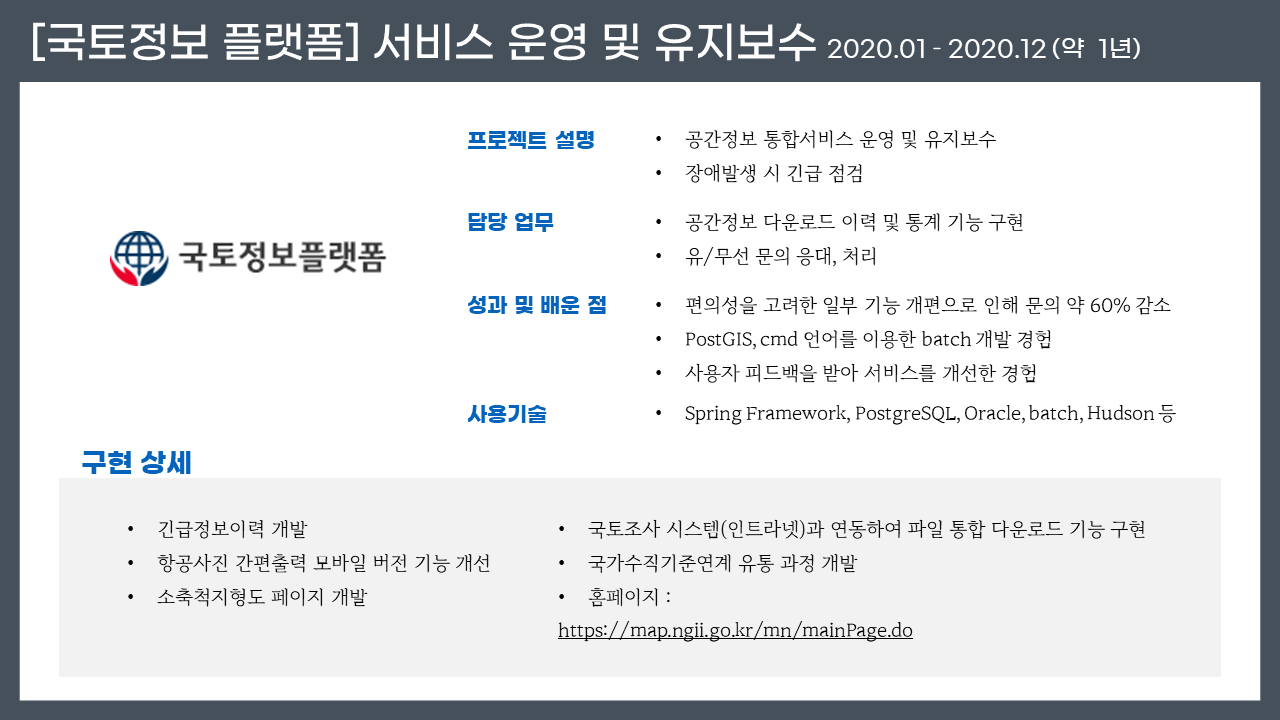 [국토정보 플랫폼] 서비스 운영 및 유지보수 2020.01 - 2020.12 (약 1년)
국토정보플랫폼
프로젝트 설명
• 공간정보 통합서비스 운영 및 유지보수
• 장애발생 시 긴급 점검
담당 업무
• 공간정보 다운로드 이력 및 통계 기능 구현
• 유/무선 문의 응대, 처리
성과 및 배운 점
• 편의성을 고려한 일부 기능 개편으로 인해 문의 약 60% 감소
• PostGIS, cmd 언어를 이용한 batch 개발 경험
• 사용자 피드백을 받아 서비스를 개선한 경험
사용기술
• Spring Framework, PostgreSQL, Oracle, batch, Hudson 등
구현 상세
• 긴급정보이력 개발
• 항공사진 간편출력 모바일 버전 기능 개선
• 소축척지형도 페이지 개발
• 국토조사 시스템(인트라넷)과 연동하여 파일 통합 다운로드 기능 구현
• 국가수직기준연계 유통 과정 개발
• 홈페이지 :
https://map.ngii.go.kr/mn/mainPage.do